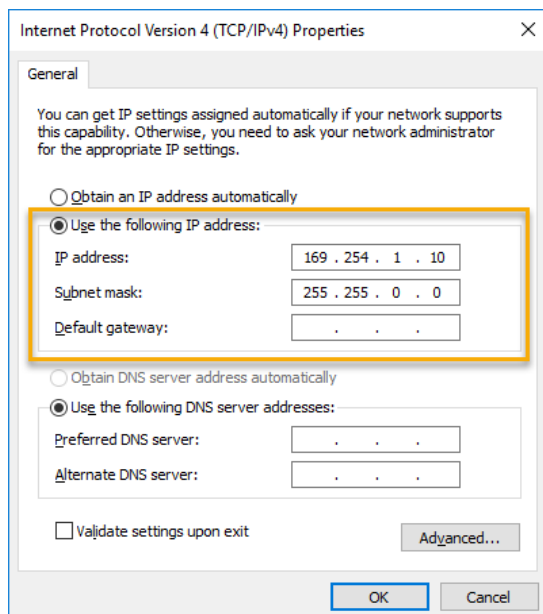 Internet Protocol Version 4 (TCP/IPv4) Properties
General
You can get IP settings assigned automatically if your network supports
this capability. Otherwise, you need to ask your network administrator
for the appropriate IP settings.
Obtain an IP address automatically
Use the following IP address:
IP address: 169 . 254 . 1 . 10
Subnet mask: 255 . 255 . 0 . 0
Default gateway: . . .
Obtain DNS server address automatically
Use the following DNS server addresses:
Preferred DNS server: . . .
Alternate DNS server: . . .
Validate settings upon exit
Advanced...
OK Cancel